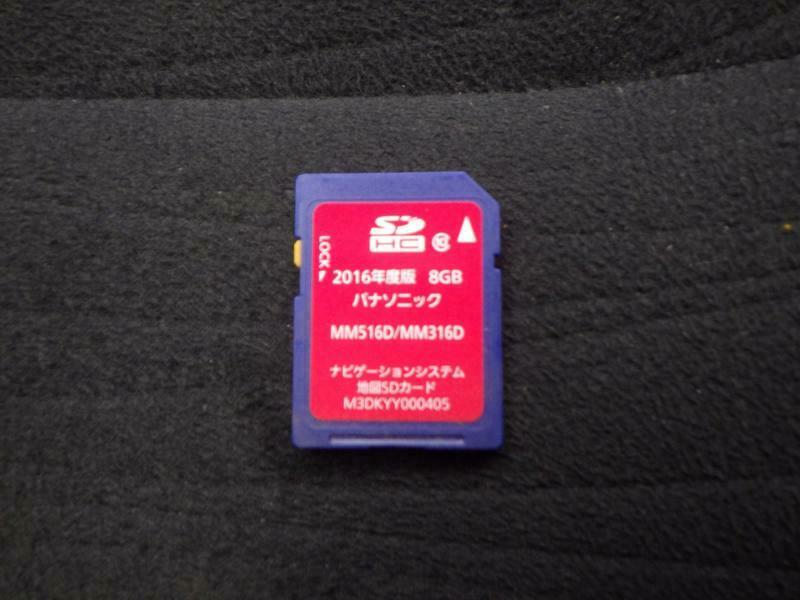 SD
HC ⑩
LOCK
2016年度版 8GB
パナソニック
MM516D/MM316D
ナビゲーションシステム
地図SDカード
M3DKYY000405